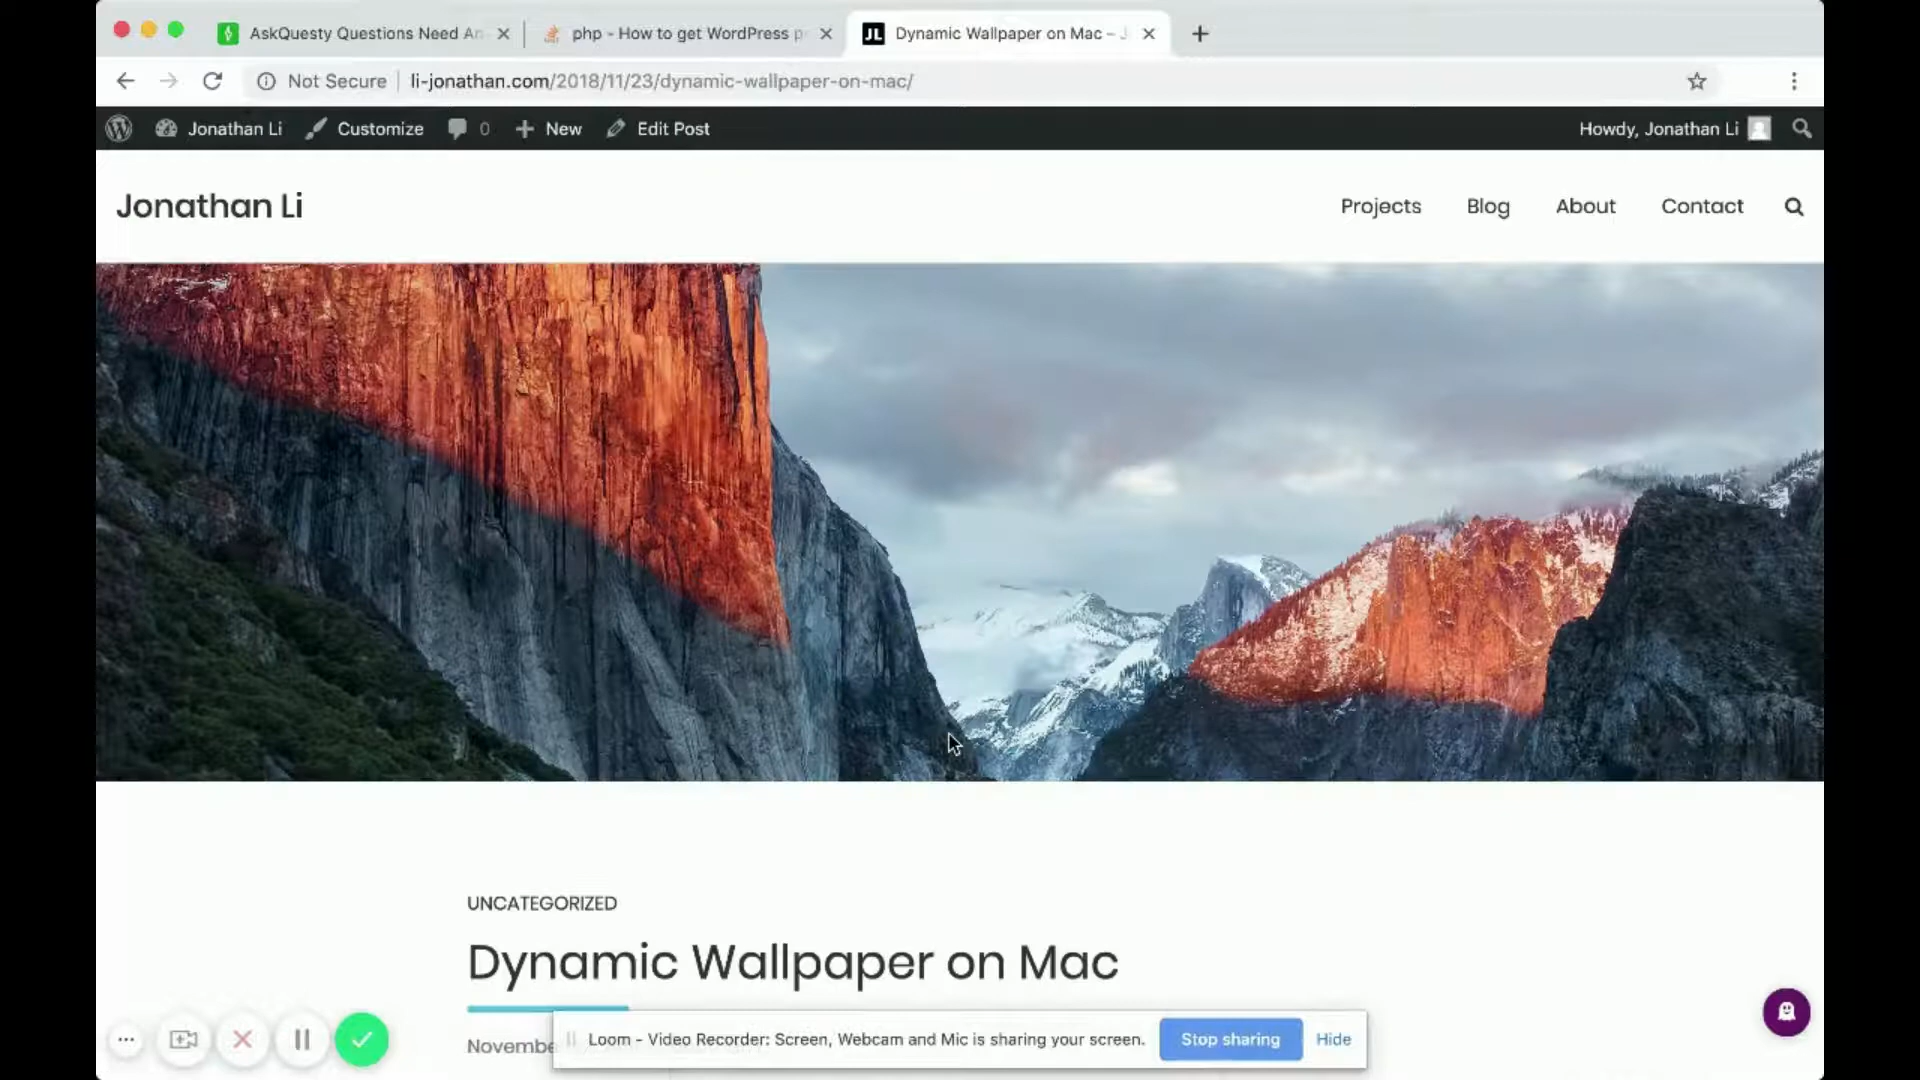 AskQuesty Questions Need An
php - How to get WordPress p
JL Dynamic Wallpaper on Mac – J
Not Secure li-jonathan.com/2018/11/23/dynamic-wallpaper-on-mac/
Jonathan Li Customize 0 New Edit Post Howdy, Jonathan Li
Jonathan Li Projects Blog About Contact
UNCATEGORIZED
Dynamic Wallpaper on Mac
Novembe
Loom - Video Recorder: Screen, Webcam and Mic is sharing your screen. Stop sharing Hide